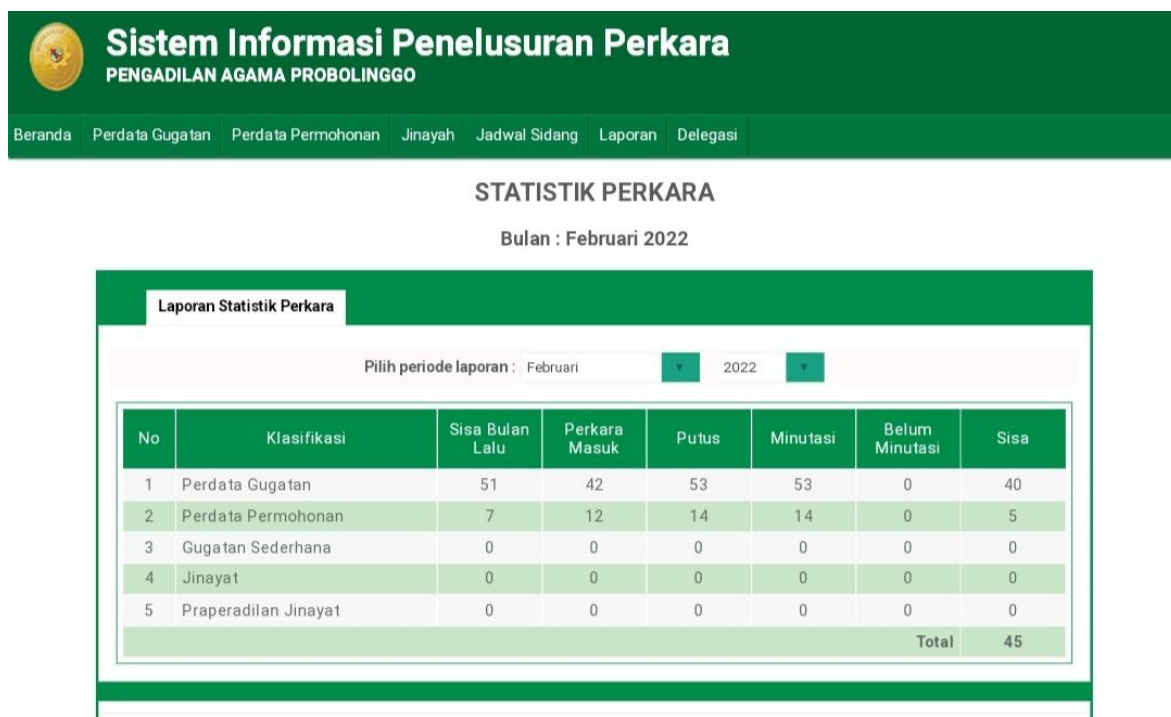 Sistem Informasi Penelusuran Perkara
PENGADILAN AGAMA PROBOLINGGO
Beranda Perdata Gugatan Perdata Permohonan Jinayah Jadwal Sidang Laporan Delegasi
STATISTIK PERKARA
Bulan : Februari 2022
Laporan Statistik Perkara
Pilih periode laporan : Februari 2022
No Klasifikasi Sisa Bulan Lalu Perkara Masuk Putus Minutasi Belum Minutasi Sisa
1 Perdata Gugatan 51 42 53 53 0 40
2 Perdata Permohonan 7 12 14 14 0 5
3 Gugatan Sederhana 0 0 0 0 0 0
4 Jinayat 0 0 0 0 0 0
5 Praperadilan Jinayat 0 0 0 0 0 0
Total 45